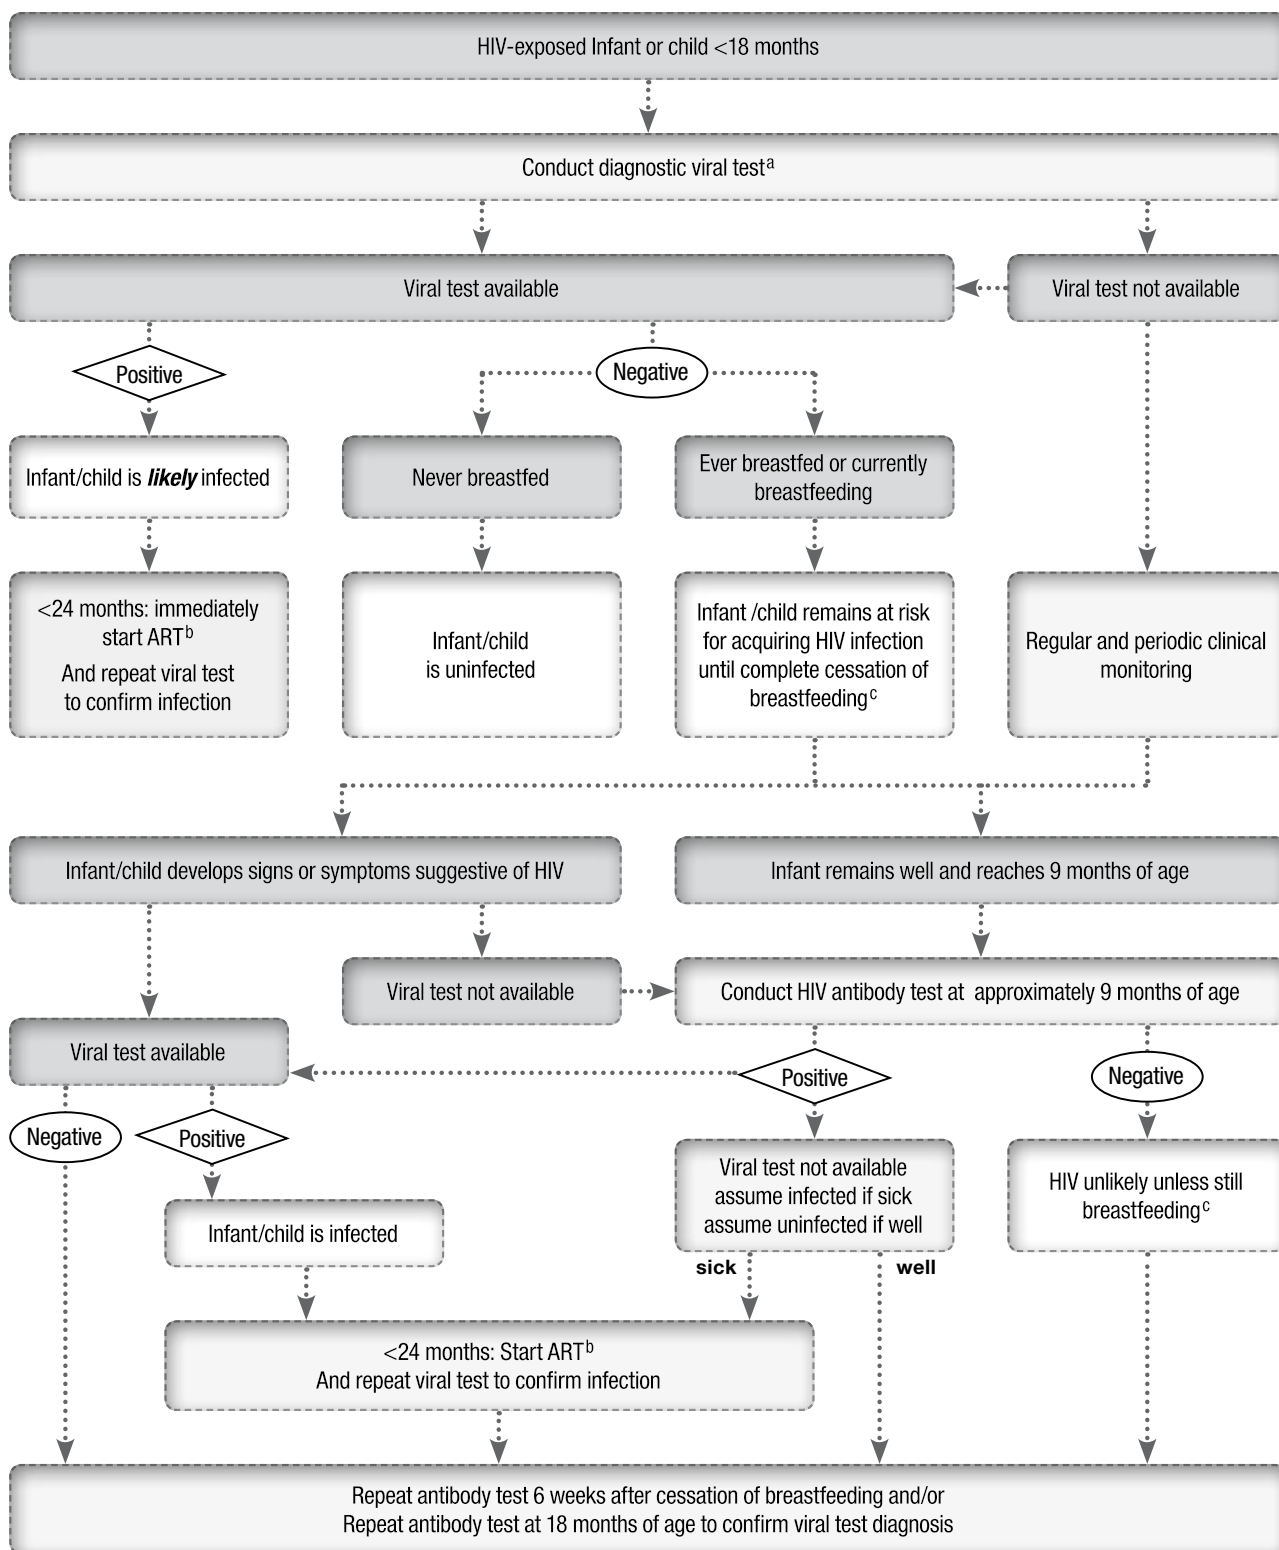 HIV-exposed Infant or child <18 months
Conduct diagnostic viral testᵃ
Viral test available
Viral test not available
Positive
Negative
Infant/child is likely infected
Never breastfed
Ever breastfed or currently
breastfeeding
<24 months: immediately
start ARTᵇ
And repeat viral test
to confirm infection
Infant/child
is uninfected
Infant /child remains at risk
for acquiring HIV infection
until complete cessation of
breastfeedingᶜ
Regular and periodic clinical
monitoring
Infant/child develops signs or symptoms suggestive of HIV
Infant remains well and reaches 9 months of age
Viral test not available
Conduct HIV antibody test at approximately 9 months of age
Viral test available
Positive
Negative
Negative
Positive
Viral test not available
assume infected if sick
assume uninfected if well
HIV unlikely unless still
breastfeedingᶜ
Infant/child is infected
sick
well
<24 months: Start ARTᵇ
And repeat viral test to confirm infection
Repeat antibody test 6 weeks after cessation of breastfeeding and/or
Repeat antibody test at 18 months of age to confirm viral test diagnosis